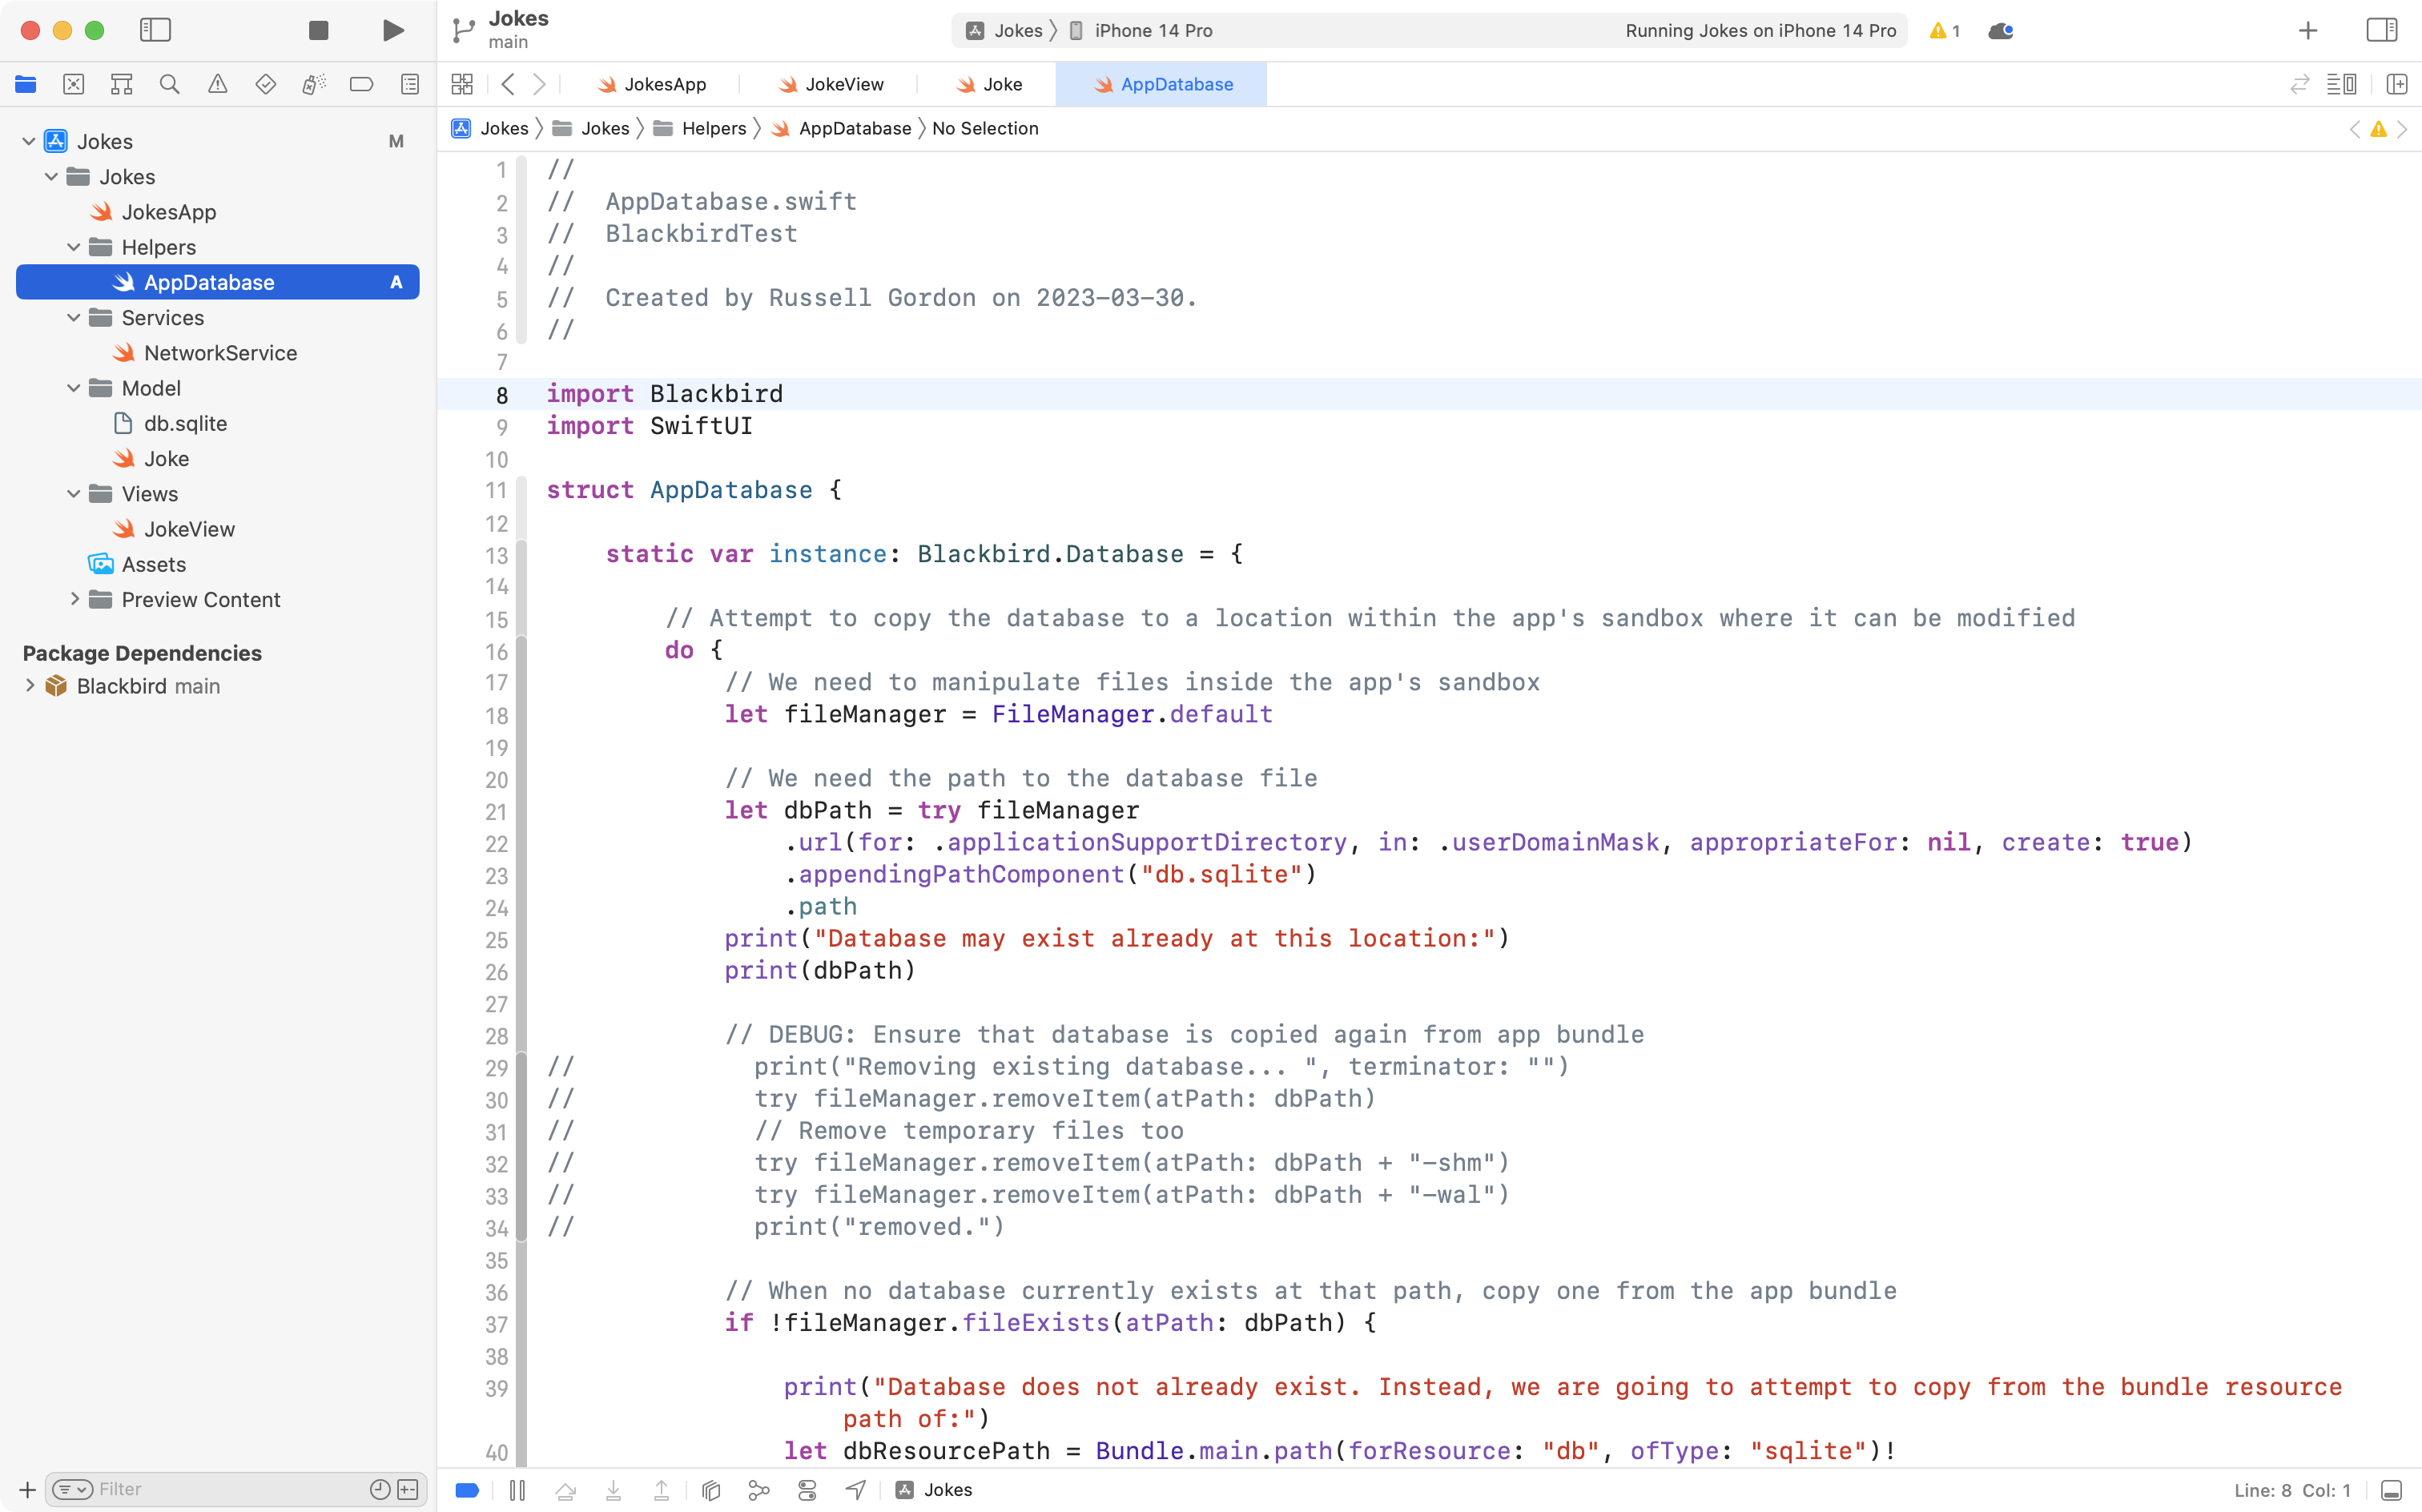 Jokes
main
Jokes
iPhone 14 Pro
Running Jokes on iPhone 14 Pro
1
JokesApp
JokeView
Joke
AppDatabase
Jokes
Jokes
Helpers
AppDatabase
No Selection
Jokes M
Jokes
JokesApp
Helpers
AppDatabase A
Services
NetworkService
Model
db.sqlite
Joke
Views
JokeView
Assets
Preview Content
Package Dependencies
Blackbird main
Filter
1 //
2 //  AppDatabase.swift
3 //  BlackbirdTest
4 //
5 //  Created by Russell Gordon on 2023-03-30.
6 //
7
8 import Blackbird
9 import SwiftUI
10
11 struct AppDatabase {
12
13     static var instance: Blackbird.Database = {
14
15         // Attempt to copy the database to a location within the app's sandbox where it can be modified
16         do {
17             // We need to manipulate files inside the app's sandbox
18             let fileManager = FileManager.default
19
20             // We need the path to the database file
21             let dbPath = try fileManager
22                 .url(for: .applicationSupportDirectory, in: .userDomainMask, appropriateFor: nil, create: true)
23                 .appendingPathComponent("db.sqlite")
24                 .path
25             print("Database may exist already at this location:")
26             print(dbPath)
27
28             // DEBUG: Ensure that database is copied again from app bundle
29 //            print("Removing existing database... ", terminator: "")
30 //            try fileManager.removeItem(atPath: dbPath)
31 //            // Remove temporary files too
32 //            try fileManager.removeItem(atPath: dbPath + "-shm")
33 //            try fileManager.removeItem(atPath: dbPath + "-wal")
34 //            print("removed.")
35
36             // When no database currently exists at that path, copy one from the app bundle
37             if !fileManager.fileExists(atPath: dbPath) {
38
39                 print("Database does not already exist. Instead, we are going to attempt to copy from the bundle resource
                    path of:")
40                 let dbResourcePath = Bundle.main.path(forResource: "db", ofType: "sqlite")!
Jokes
Line: 8 Col: 1